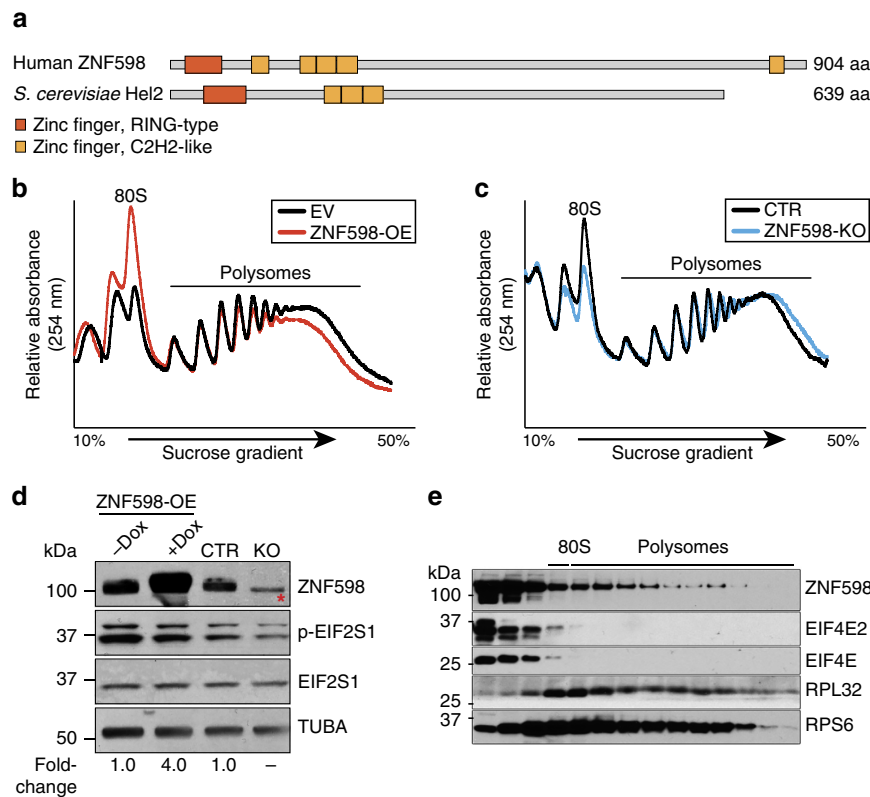 a
Human ZNF598 904 aa
S. cerevisiae Hel2 639 aa
Zinc finger, RING-type
Zinc finger, C2H2-like
b
80S
EV
ZNF598-OE
Polysomes
Relative absorbance
(254 nm)
10% 50%
Sucrose gradient
c
80S
CTR
ZNF598-KO
Polysomes
Relative absorbance
(254 nm)
10% 50%
Sucrose gradient
d
ZNF598-OE
kDa –Dox +Dox CTR KO
100 ZNF598
*
37 p-EIF2S1
37 EIF2S1
50 TUBA
Fold-
change 1.0 4.0 1.0 –
e
80S Polysomes
kDa
100 ZNF598
37 EIF4E2
25 EIF4E
25 RPL32
37 RPS6